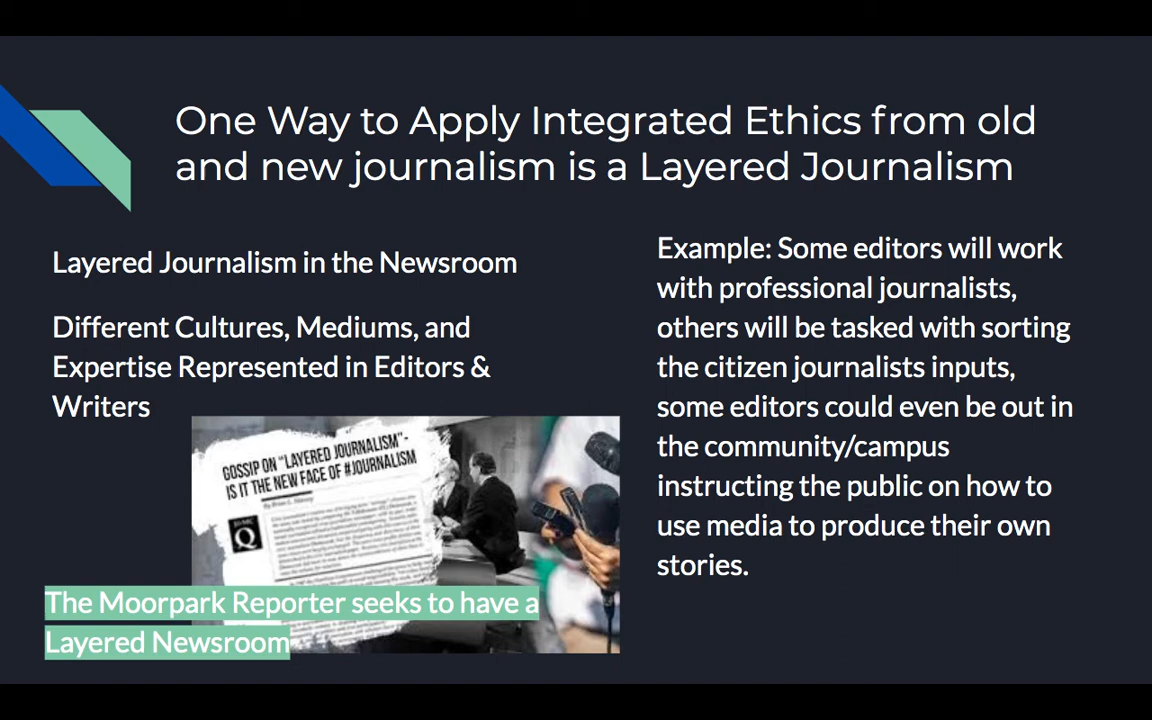 One Way to Apply Integrated Ethics from old
and new journalism is a Layered Journalism
Layered Journalism in the Newsroom
Different Cultures, Mediums, and
Expertise Represented in Editors &
Writers
GOSSIP ON "LAYERED JOURNALISM"-
IS IT THE NEW FACE OF #JOURNALISM
Q
The Moorpark Reporter seeks to have a
Layered Newsroom
Example: Some editors will work
with professional journalists,
others will be tasked with sorting
the citizen journalists inputs,
some editors could even be out in
the community/campus
instructing the public on how to
use media to produce their own
stories.